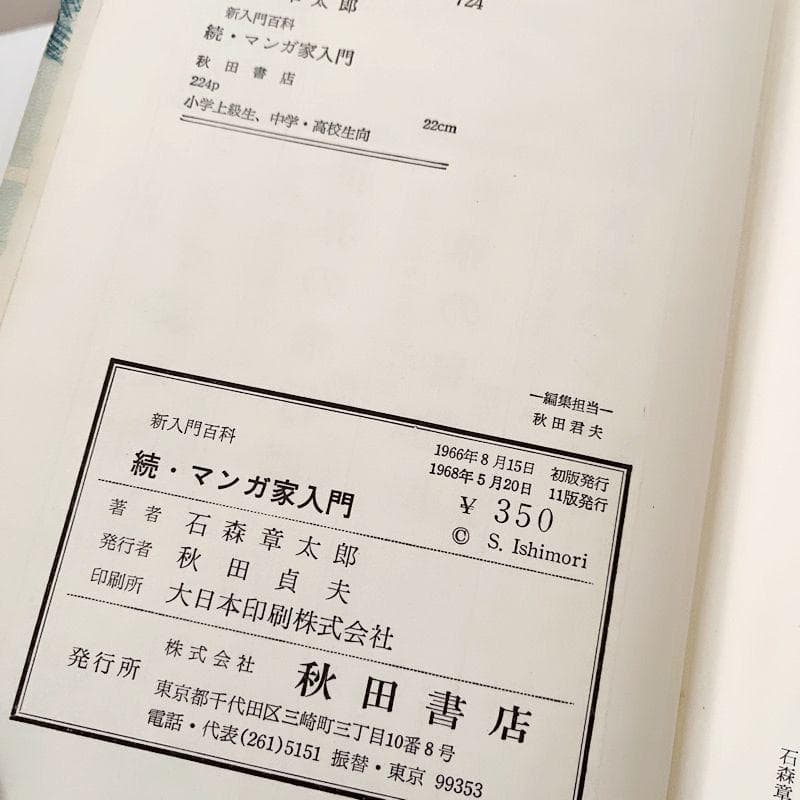 章太郎 724
新入門百科
続・マンガ家入門
秋田書店
224p 22cm
小学上級生、中学・高校生向
―編集担当―
秋田君夫
新入門百科
続・マンガ家入門
1966年8月15日 初版発行
1968年5月20日 11版発行
¥ 350
© S. Ishimori
著者 石森章太郎
発行者 秋田貞夫
印刷所 大日本印刷株式会社
発行所 株式会社 秋田書店
東京都千代田区三崎町三丁目10番8号
電話・代表(261)5151 振替・東京 99353
石森章